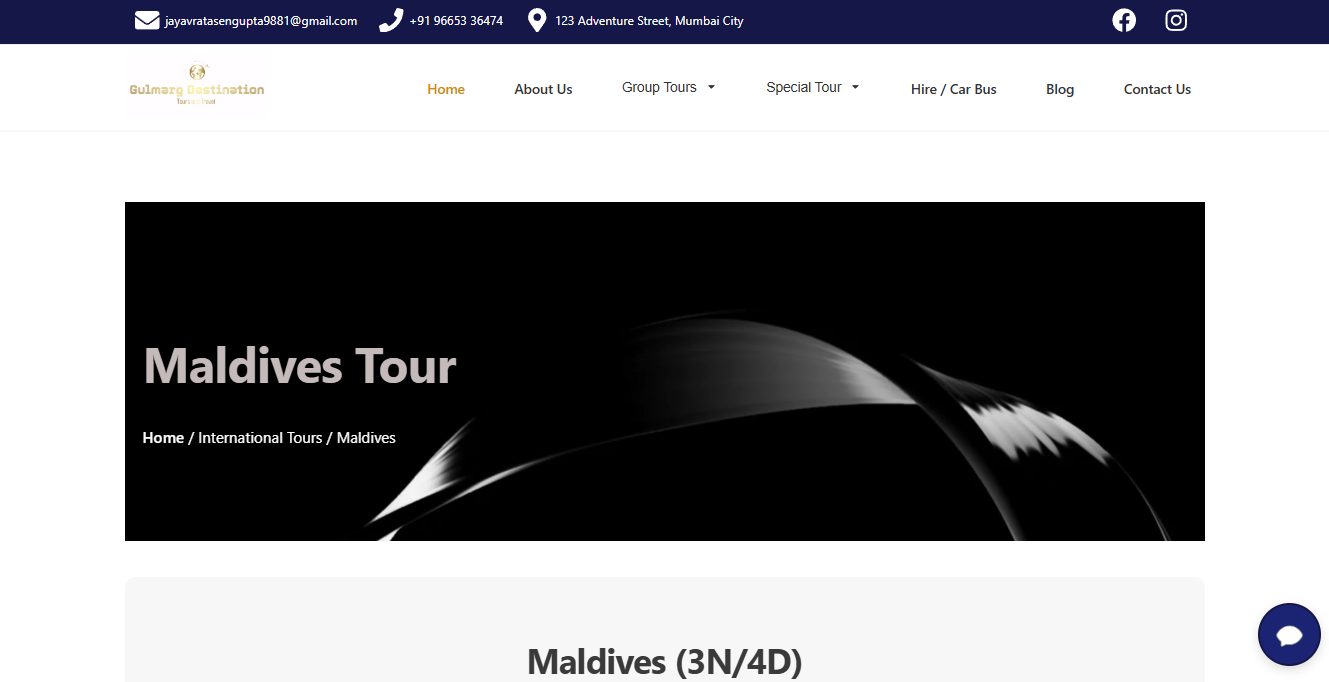 jayavratasengupta9881@gmail.com +91 96653 36474 123 Adventure Street, Mumbai City
Gulmarg Destination
Tours and Travel
Home About Us Group Tours Special Tour Hire / Car Bus Blog Contact Us
Maldives Tour
Home / International Tours / Maldives
Maldives (3N/4D)